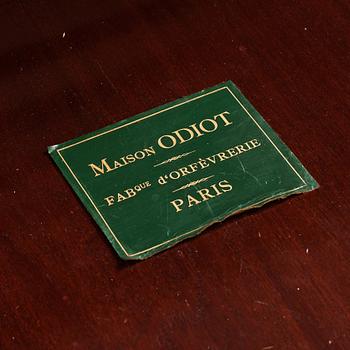 MAISON ODIOT
FABQUE d'ORFÈVRERIE
PARIS